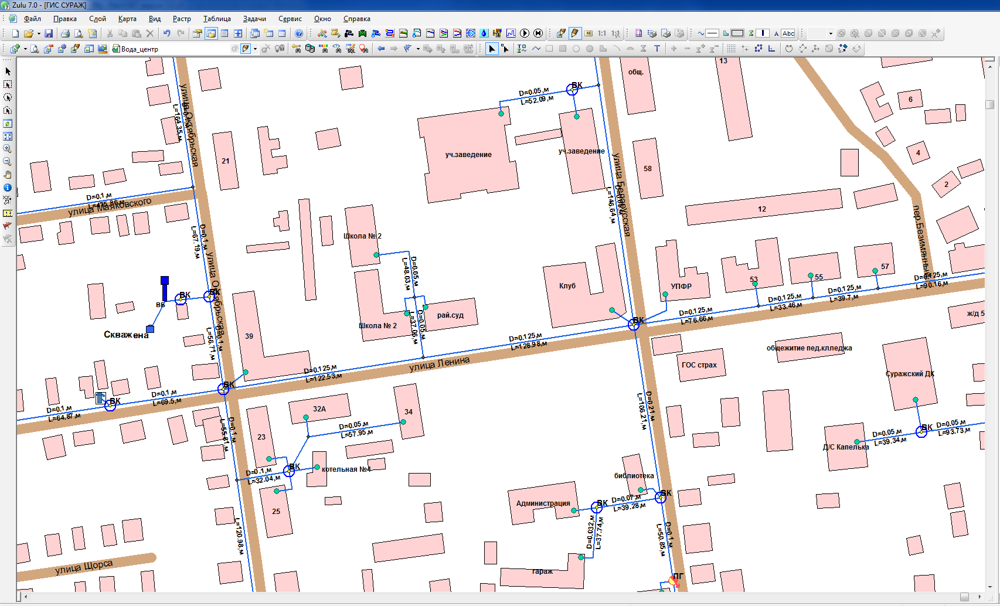 Zulu 7.0 - [ГИС СУРАЖ]
Файл Правка Слой Карта Вид Растр Таблица Задачи Сервис Окно Справка
1:1
Abc
Вода_центр
SQL
общ.
13
ВК
D=0.05,м
L=52.09,м
6
улица Октябрьская
L=164.35,м
уч.заведение
уч.заведение
21
58
4
2
улица Белорусская
L=146.64,м
D=0.1,м
L=475.86,м
улица Маяковского
12
пер.Безимянный
D=0.1,м
L=67.19,м
Школа № 2
D=0.05,м
L=48.03,м
улица Октябрьская
Клуб
УПФР
53
55
57
D=0.125,м
L=90.16,м
D=0.125,м
L=39.7,м
D=0.125,м
L=33.46,м
D=0.125,м
L=76.66,м
ВК
ВК
ВБ
Скважена
рай.суд
Школа № 2
D=0.05,м
L=37.06,м
ВК
ж/д 5
39
D=0.1,м
L=56.71,м
D=0.125,м
L=128.98,м
общежитие пед.клледжа
улица Ленина
ГОС страх
D=0.125,м
L=122.53,м
Суражский ДК
ВК
D=0.1,м
L=69.5,м
ВК
D=0.1,м
L=64.87,м
32А
34
D=0.21,м
L=106.21,м
D=0.1,м
L=55.81,м
23
D=0.05,м
L=57.95,м
ВК
D=0.05,м
L=93.73,м
D=0.05,м
L=39.34,м
Д/С Капелька
ВК
котельная №4
D=0.1,м
L=32.04,м
библиотека
ВК
25
Администрация
ВК
D=0.07,м
L=39.28,м
L=120.98,м
D=0.032,м
L=37.74,м
D=0.1,м
L=50.85,м
улица Щорса
гараж
ПГ